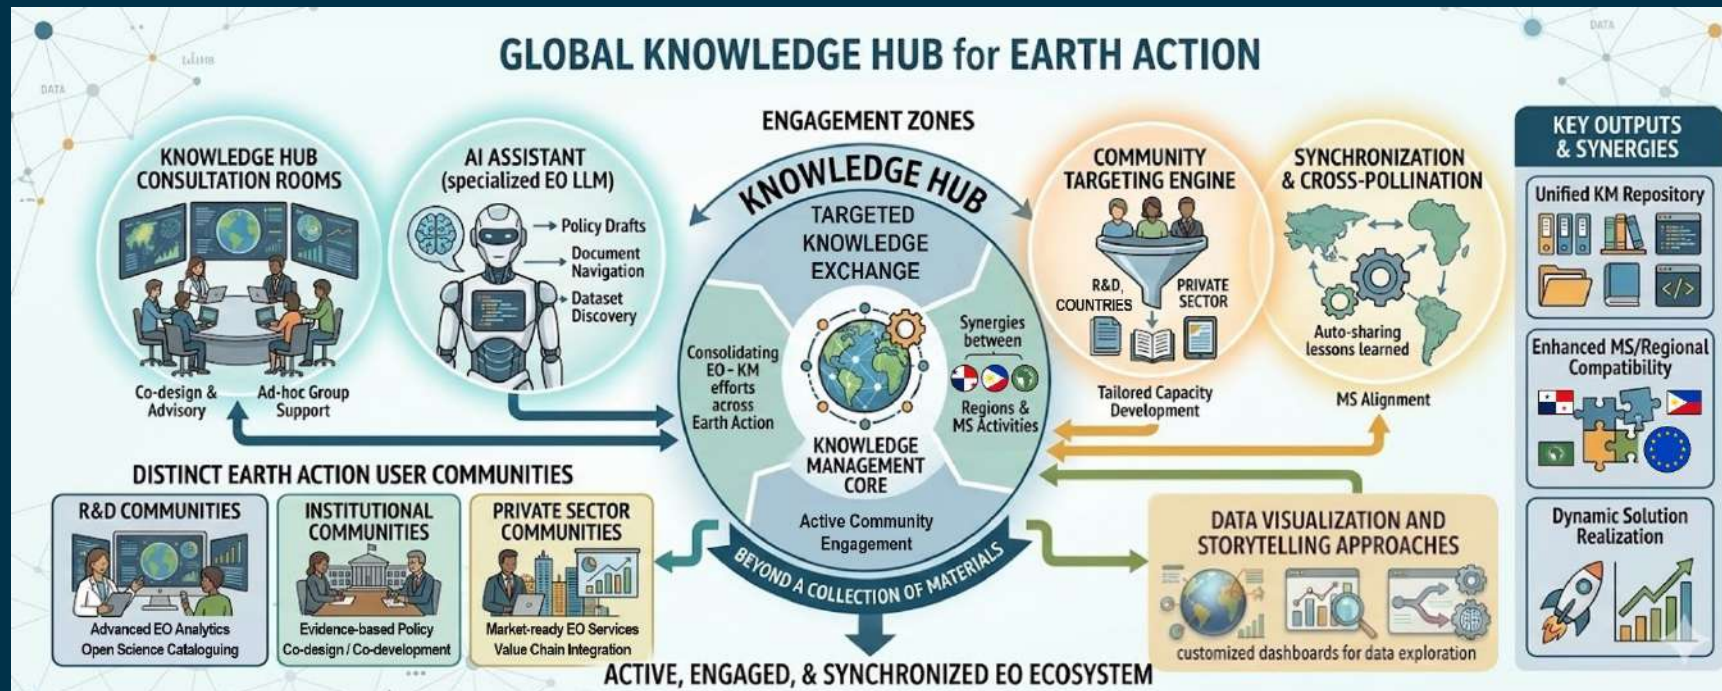 GLOBAL KNOWLEDGE HUB for EARTH ACTION
DATA
DATA
ENGAGEMENT ZONES
KNOWLEDGE HUB
CONSULTATION ROOMS
Co-design &
Advisory
Ad-hoc Group
Support
AI ASSISTANT
(specialized EO LLM)
Policy Drafts
Document
Navigation
Dataset
Discovery
KNOWLEDGE HUB
TARGETED
KNOWLEDGE
EXCHANGE
Consolidating
EO - KM
efforts
across
Earth Action
Synergies
between
Regions &
MS Activities
KNOWLEDGE
MANAGEMENT
CORE
Active Community
Engagement
BEYOND A COLLECTION OF MATERIALS
COMMUNITY
TARGETING ENGINE
R&D,
COUNTRIES
PRIVATE
SECTOR
Tailored Capacity
Development
SYNCHRONIZATION
& CROSS-POLLINATION
Auto-sharing
lessons learned
MS Alignment
DISTINCT EARTH ACTION USER COMMUNITIES
R&D COMMUNITIES
Advanced EO Analytics
Open Science Cataloguing
INSTITUTIONAL
COMMUNITIES
Evidence-based Policy
Co-design / Co-development
PRIVATE SECTOR
COMMUNITIES
Market-ready EO Services
Value Chain Integration
DATA VISUALIZATION AND
STORYTELLING APPROACHES
customized dashboards for data exploration
ACTIVE, ENGAGED, & SYNCHRONIZED EO ECOSYSTEM
KEY OUTPUTS
& SYNERGIES
Unified KM Repository
</>
Enhanced MS/Regional
Compatibility
Dynamic Solution
Realization